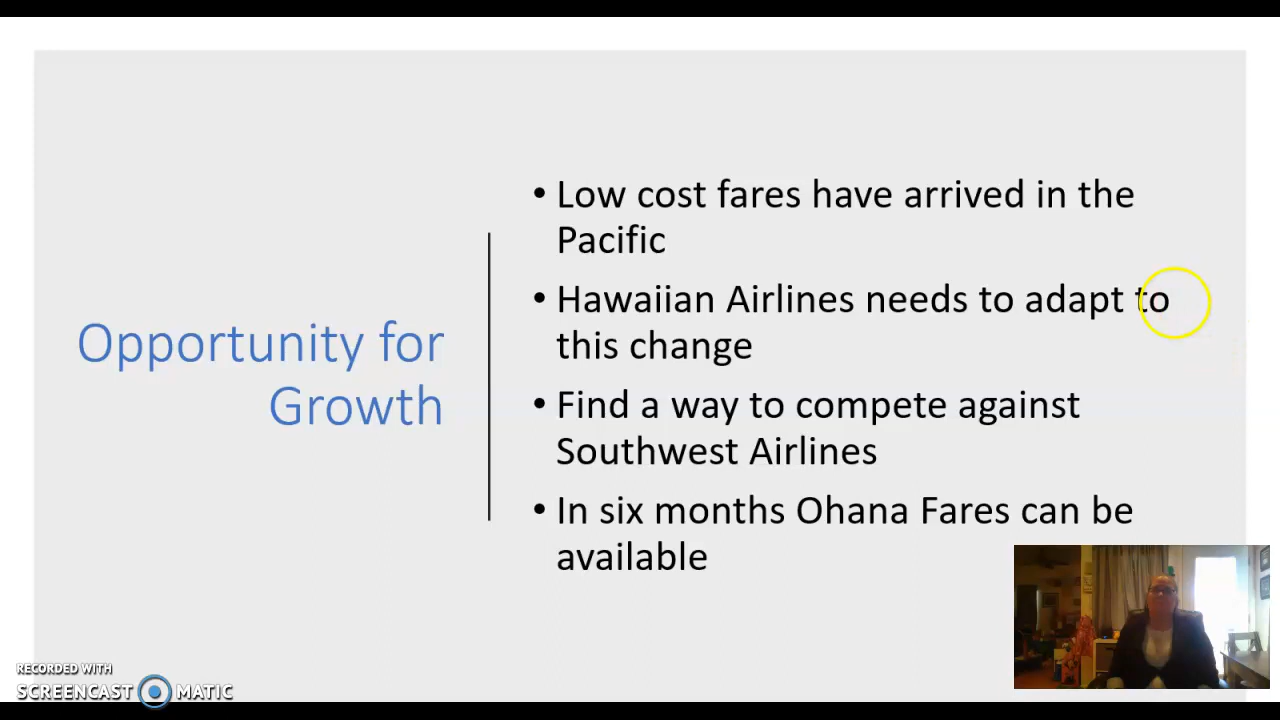 Opportunity for
Growth
• Low cost fares have arrived in the
Pacific
• Hawaiian Airlines needs to adapt to
this change
• Find a way to compete against
Southwest Airlines
• In six months Ohana Fares can be
available
RECORDED WITH
SCREENCAST MATIC